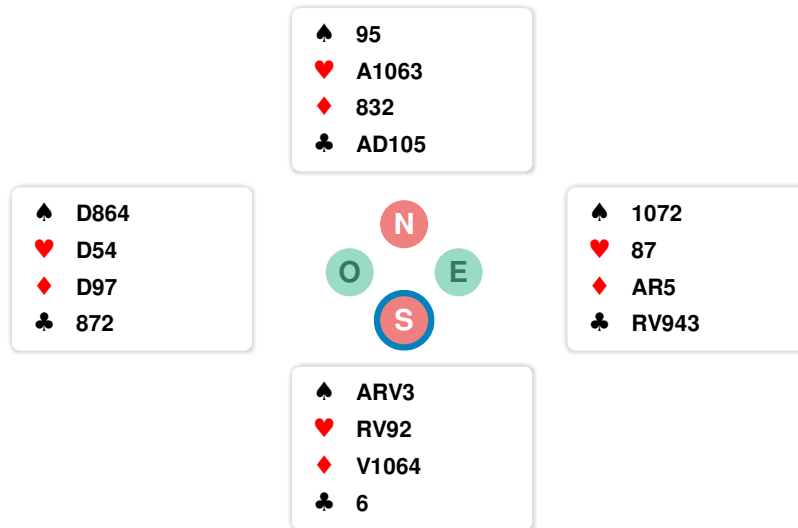 ♠ 95
♥ A1063
♦ 832
♣ AD105
♠ D864
♥ D54
♦ D97
♣ 872
N
O E
S
♠ 1072
♥ 87
♦ AR5
♣ RV943
♠ ARV3
♥ RV92
♦ V1064
♣ 6